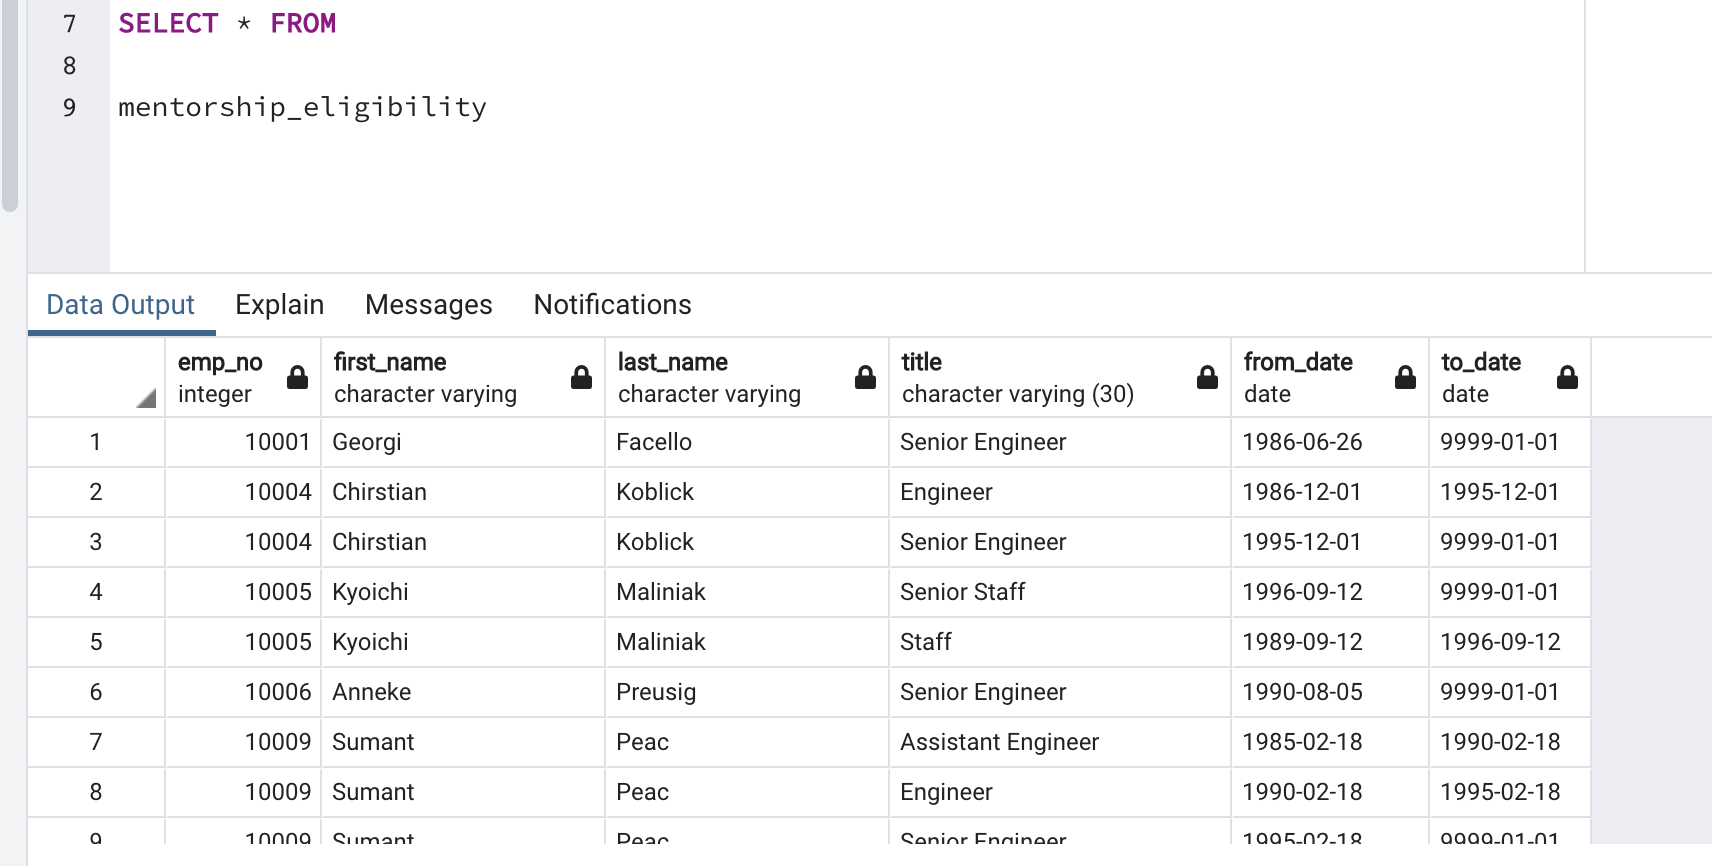 7 SELECT * FROM
8
9 mentorship_eligibility
Data Output Explain Messages Notifications
emp_no first_name last_name title from_date to_date
integer character varying character varying character varying (30) date date
1 10001 Georgi Facello Senior Engineer 1986-06-26 9999-01-01
2 10004 Chirstian Koblick Engineer 1986-12-01 1995-12-01
3 10004 Chirstian Koblick Senior Engineer 1995-12-01 9999-01-01
4 10005 Kyoichi Maliniak Senior Staff 1996-09-12 9999-01-01
5 10005 Kyoichi Maliniak Staff 1989-09-12 1996-09-12
6 10006 Anneke Preusig Senior Engineer 1990-08-05 9999-01-01
7 10009 Sumant Peac Assistant Engineer 1985-02-18 1990-02-18
8 10009 Sumant Peac Engineer 1990-02-18 1995-02-18
9 10009 Sumant Peac Senior Engineer 1995-02-18 9999-01-01